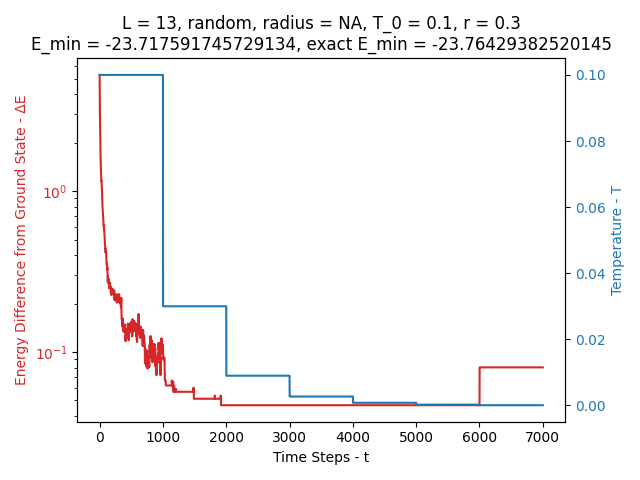 L = 13, random, radius = NA, T_0 = 0.1, r = 0.3
E_min = -23.717591745729134, exact E_min = -23.76429382520145
Energy Difference from Ground State - ΔE
10⁰
10⁻¹
0.10
0.08
0.06
0.04
0.02
0.00
Temperature - T
0 1000 2000 3000 4000 5000 6000 7000
Time Steps - t